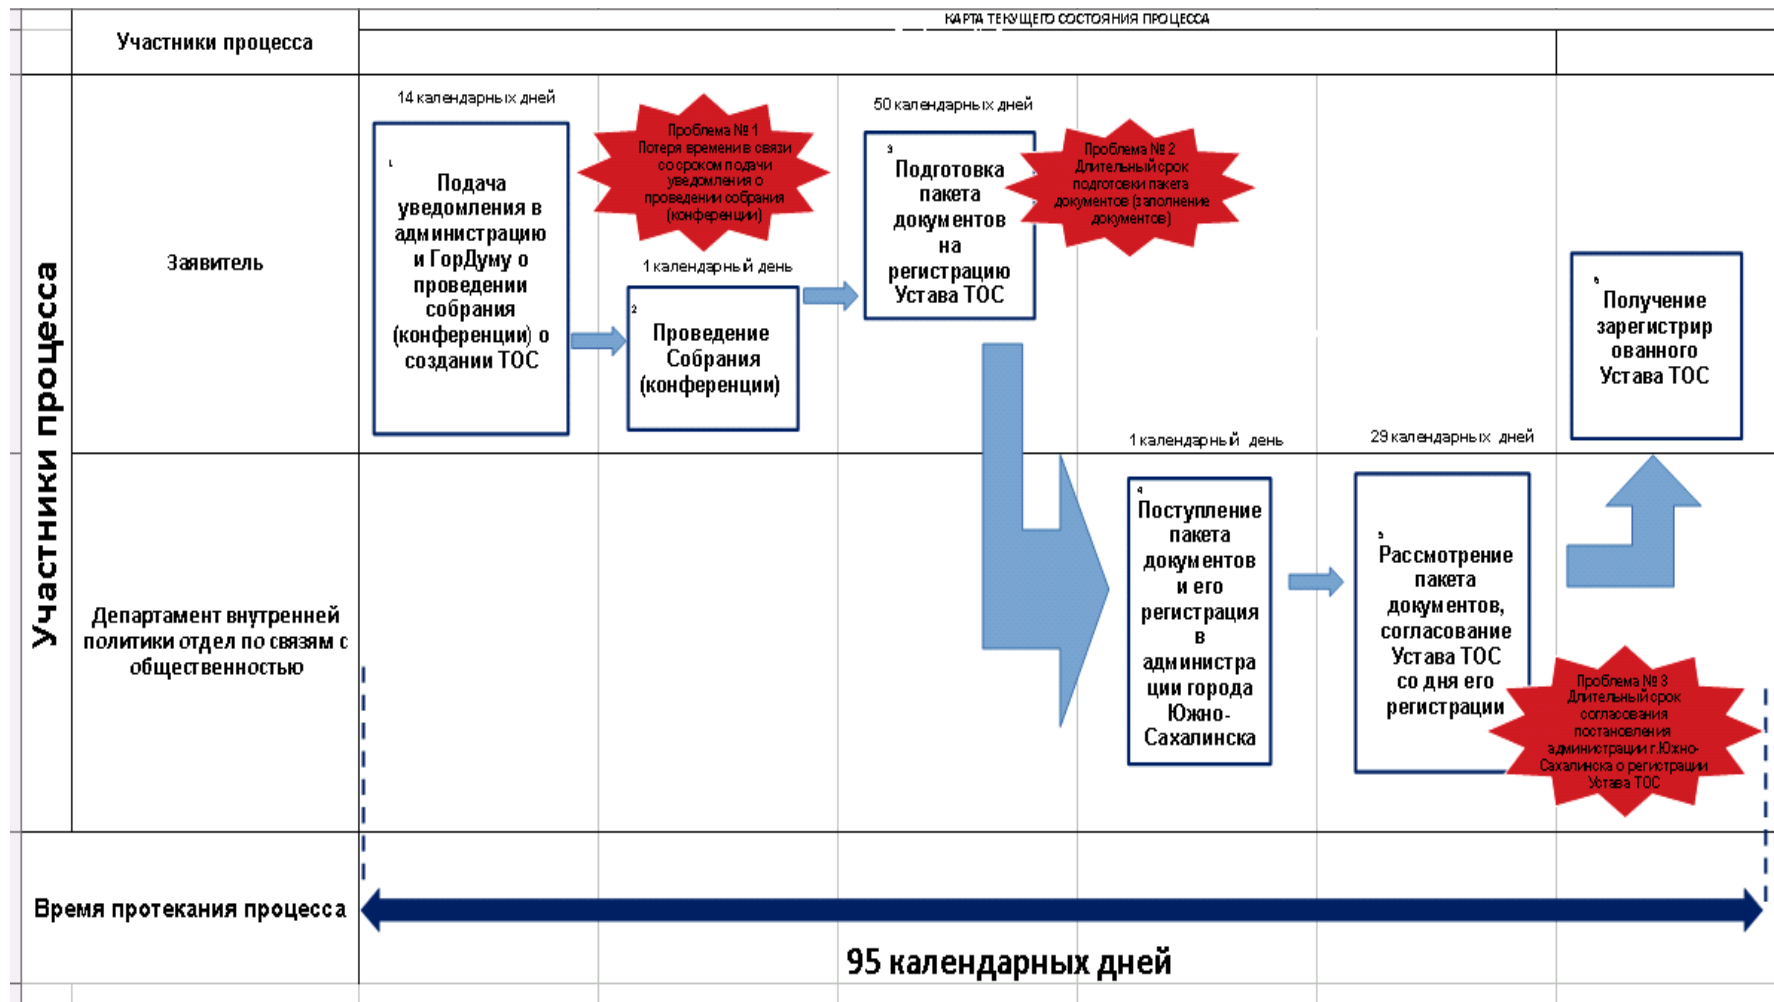 КАРТА ТЕКУЩЕГО СОСТОЯНИЯ ПРОЦЕССА
Участники процесса
Участники процесса
Заявитель
14 календарных дней
1
Подача
уведомления в
администрацию
и ГорДуму о
проведении
собрания
(конференции) о
создании ТОС
Проблема № 1
Потеря времени в связи
со сроком подачи
уведомления о
проведении собрания
(конференции)
1 календарный день
2
Проведение
Собрания
(конференции)
50 календарных дней
3
Подготовка
пакета
документов
на
регистрацию
Устава ТОС
Проблема № 2
Длительный срок
подготовки пакета
документов (заполнение
документов)
6
Получение
зарегистрир
ованного
Устава ТОС
Департамент внутренней
политики отдел по связям с
общественностью
1 календарный день
4
Поступление
пакета
документов
и его
регистрация
в
администра
ции города
Южно-
Сахалинска
29 календарных дней
5
Рассмотрение
пакета
документов,
согласование
Устава ТОС
со дня его
регистрации
Проблема № 3
Длительный срок
согласования
постановления
администрации г.Южно-
Сахалинска о регистрации
Устава ТОС
Время протекания процесса
95 календарных дней